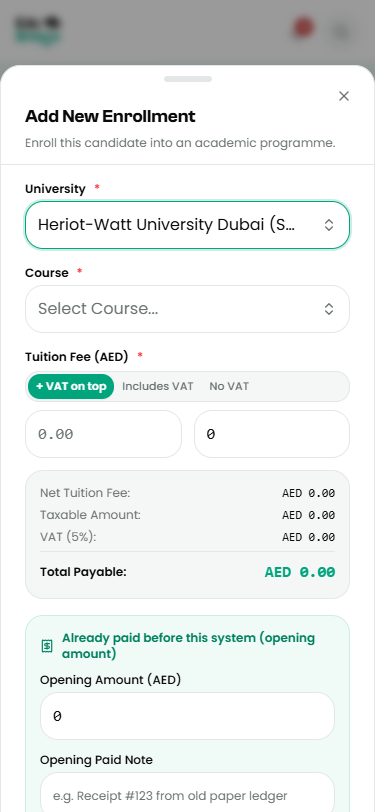 Add New Enrollment
Enroll this candidate into an academic programme.
University *
Heriot-Watt University Dubai (S...
Course *
Select Course...
Tuition Fee (AED) *
+ VAT on top Includes VAT No VAT
0.00 0
Net Tuition Fee: AED 0.00
Taxable Amount: AED 0.00
VAT (5%): AED 0.00
Total Payable: AED 0.00
Already paid before this system (opening
amount)
Opening Amount (AED)
0
Opening Paid Note
e.g. Receipt #123 from old paper ledger